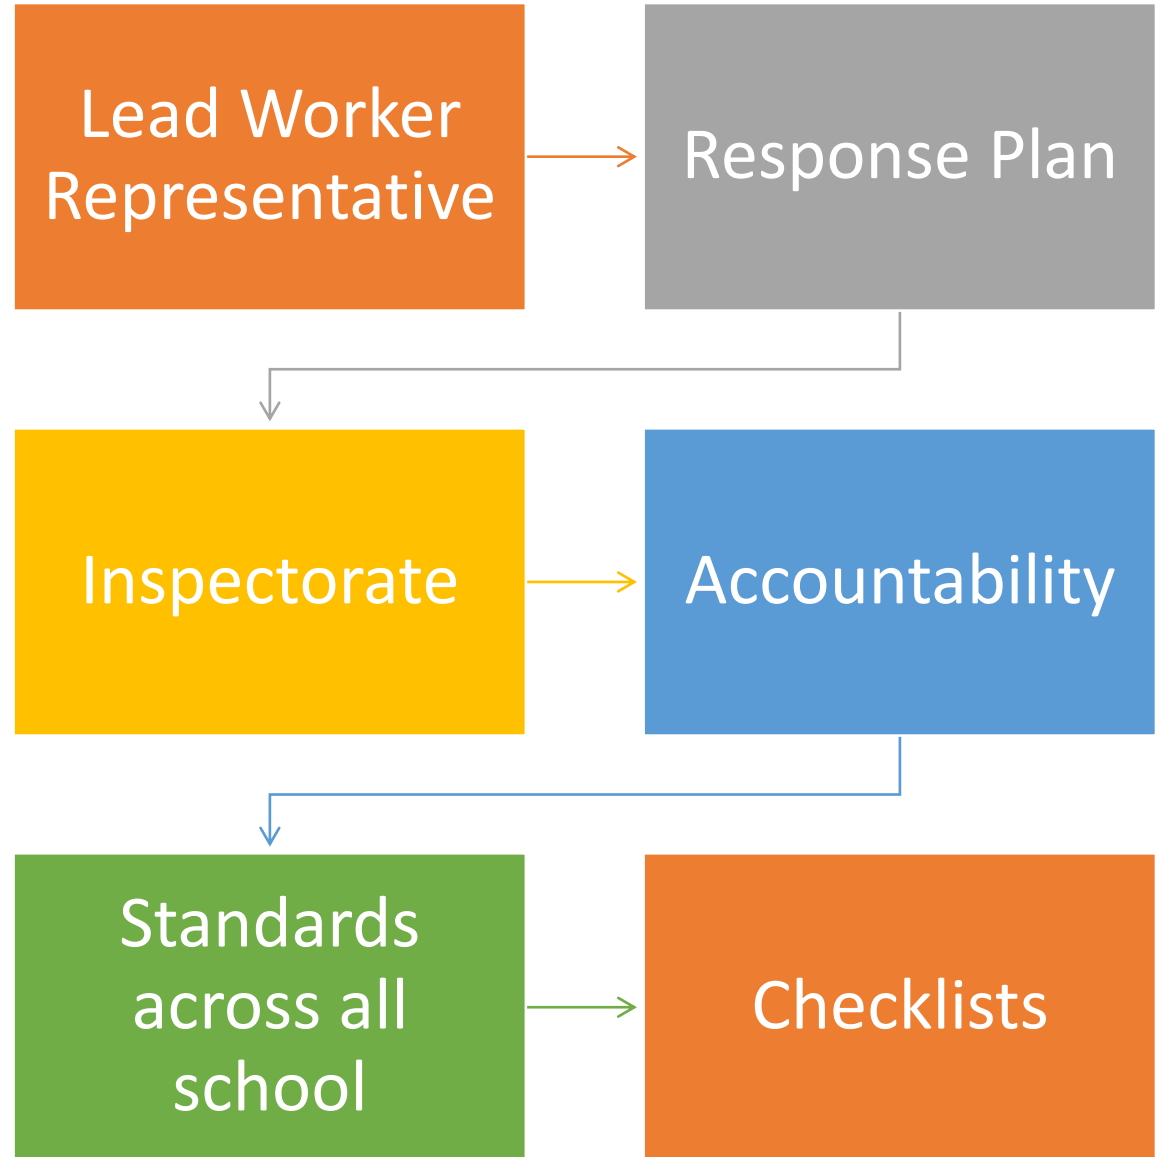 Lead Worker
Representative
Response Plan
Inspectorate
Accountability
Standards
across all
school
Checklists